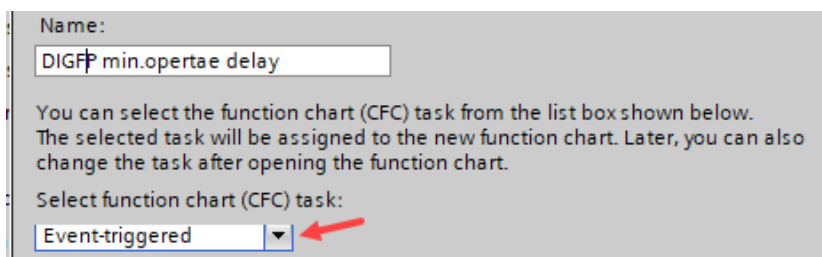 Name:
DIGFP min.opertae delay
You can select the function chart (CFC) task from the list box shown below.
The selected task will be assigned to the new function chart. Later, you can also
change the task after opening the function chart.
Select function chart (CFC) task:
Event-triggered